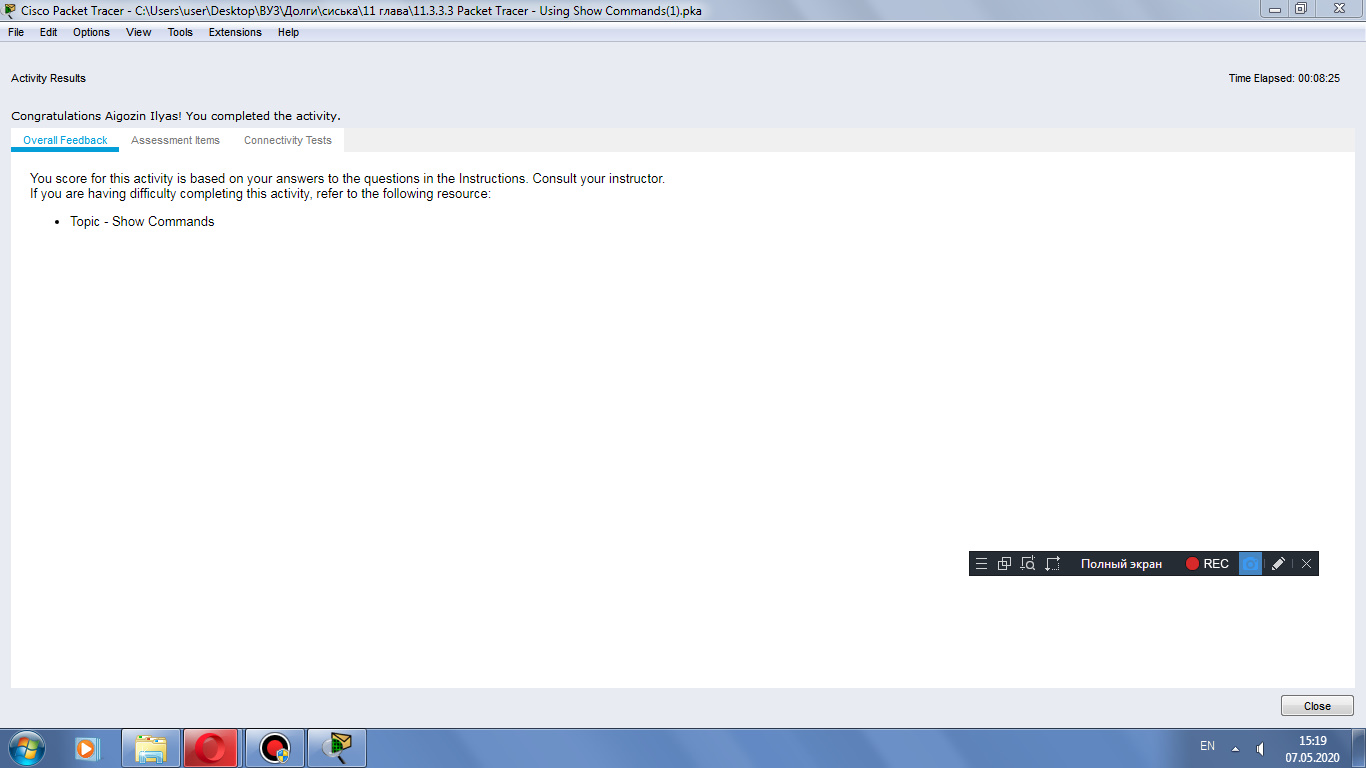 Cisco Packet Tracer - C:\Users\user\Desktop\ВУЗ\Долги\сиська\11 глава\11.3.3.3 Packet Tracer - Using Show Commands(1).pka
File Edit Options View Tools Extensions Help
Activity Results
Time Elapsed: 00:08:25
Congratulations Aigozin Ilyas! You completed the activity.
Overall Feedback Assessment Items Connectivity Tests
You score for this activity is based on your answers to the questions in the Instructions. Consult your instructor.
If you are having difficulty completing this activity, refer to the following resource:
• Topic - Show Commands
Полный экран REC
Close
EN 15:19
07.05.2020